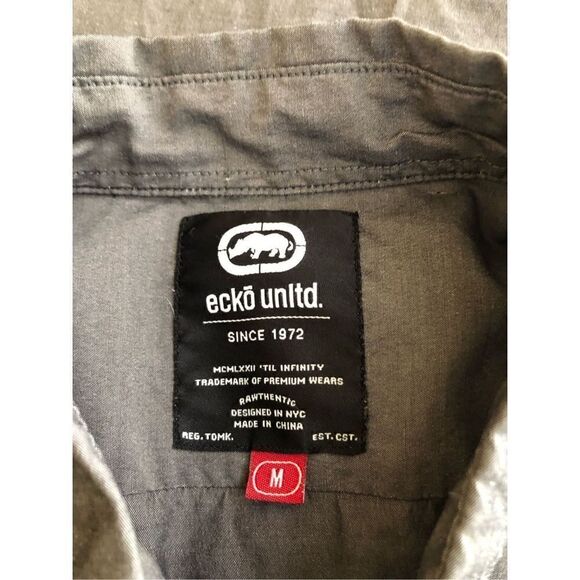 eckō unltd.
SINCE 1972
MCMLXXII 'TIL INFINITY
TRADEMARK OF PREMIUM WEARS
RAWTHENTIC
DESIGNED IN NYC
MADE IN CHINA
REG. TOMK. EST. CST.
M